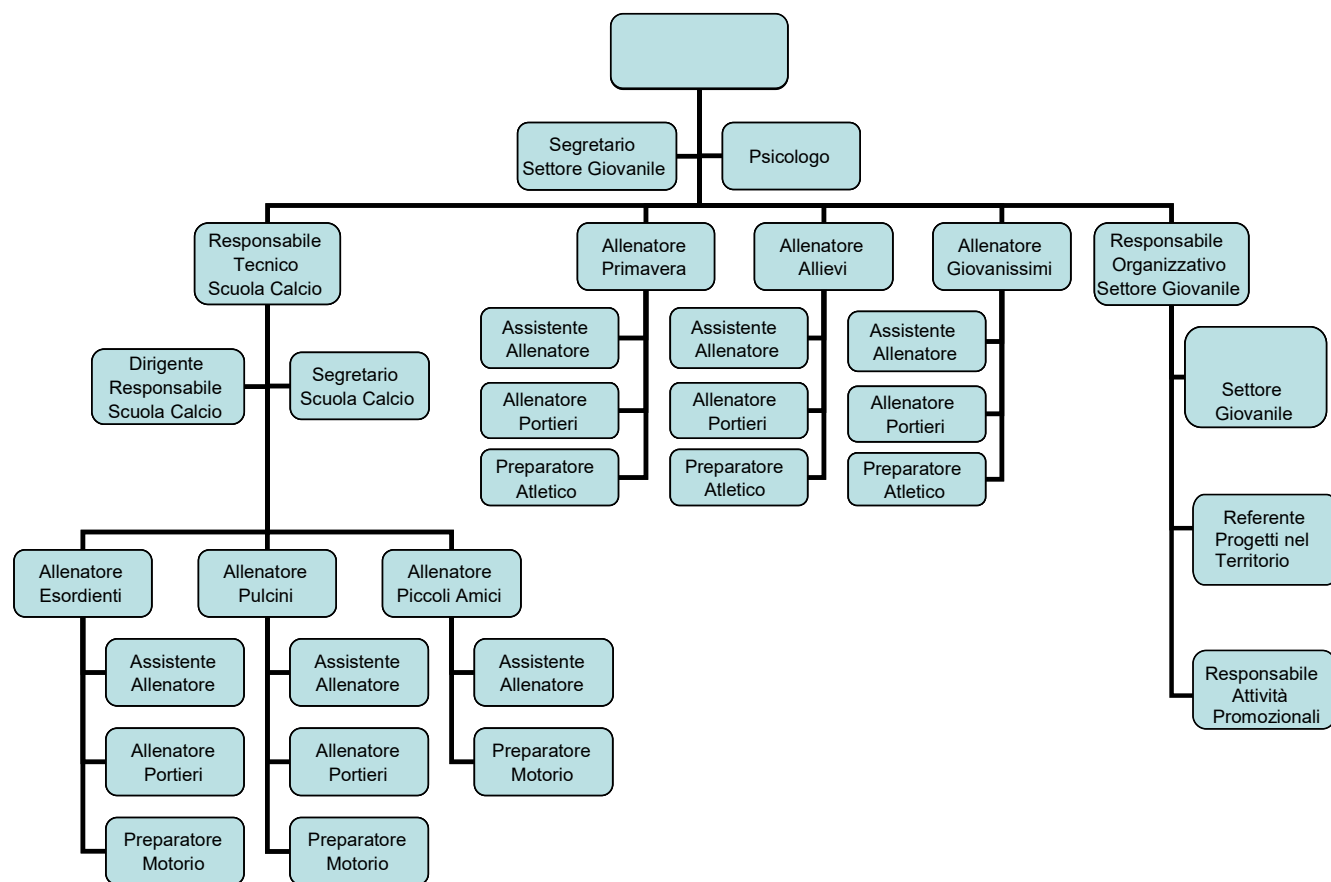 Segretario
Settore Giovanile
Psicologo
Responsabile
Tecnico
Scuola Calcio
Allenatore
Primavera
Allenatore
Allievi
Allenatore
Giovanissimi
Responsabile
Organizzativo
Settore Giovanile
Assistente
Allenatore
Allenatore
Portieri
Preparatore
Atletico
Assistente
Allenatore
Allenatore
Portieri
Preparatore
Atletico
Assistente
Allenatore
Allenatore
Portieri
Preparatore
Atletico
Settore
Giovanile
Referente
Progetti nel
Territorio
Responsabile
Attività
Promozionali
Dirigente
Responsabile
Scuola Calcio
Segretario
Scuola Calcio
Allenatore
Esordienti
Allenatore
Pulcini
Allenatore
Piccoli Amici
Assistente
Allenatore
Allenatore
Portieri
Preparatore
Motorio
Assistente
Allenatore
Allenatore
Portieri
Preparatore
Motorio
Assistente
Allenatore
Preparatore
Motorio